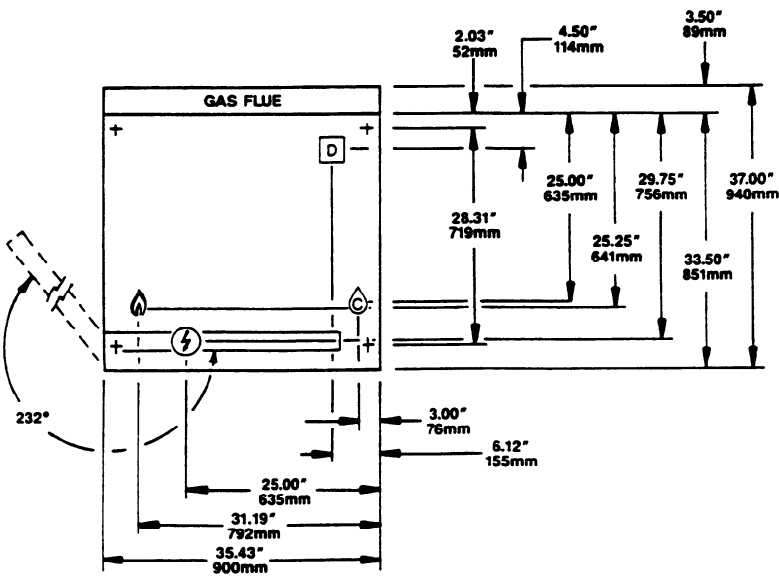 3.50"
89mm
4.50"
114mm
2.03"
52mm
GAS FLUE
D
25.00"
635mm
29.75"
756mm
37.00"
940mm
28.31"
719mm
25.25"
641mm
33.50"
851mm
C
232°
3.00"
76mm
6.12"
155mm
25.00"
635mm
31.19"
792mm
35.43"
900mm